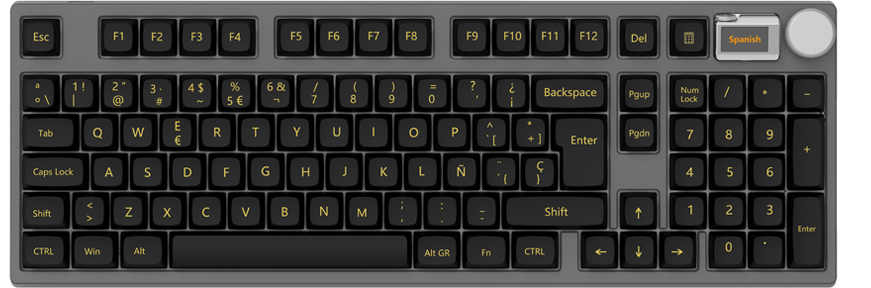 Esc F1 F2 F3 F4 F5 F6 F7 F8 F9 F10 F11 F12 Del Spanish
ª º \ 1 ! | 2 " @ 3 · # 4 $ ~ % 5 € 6 & ¬ / 7 ( 8 ) 9 = 0 ? ' ¿ ¡ Backspace Pgup Num Lock / * −
Tab Q W E € R T Y U I O P ^ ` [ * + ] Enter Pgdn 7 8 9 +
Caps Lock A S D F G H J K L Ñ ¨ ´ { Ç } 4 5 6
Shift < > Z X C V B N M ; , : . _ - Shift ↑ 1 2 3 Enter
CTRL Win Alt Alt GR Fn CTRL ← ↓ → 0 .